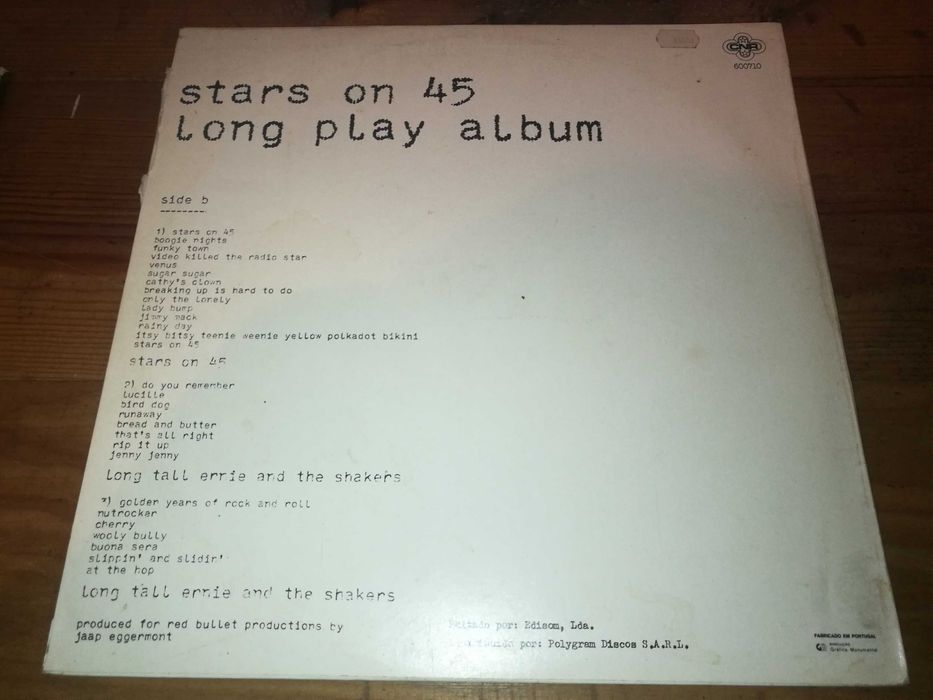 CNR
600710
stars on 45
long play album
side b
--------
1) stars on 45
boogie nights
funky town
video killed the radio star
venus
sugar sugar
cathy's clown
breaking up is hard to do
only the lonely
lady bump
jimmy mack
rainy day
itsy bitsy teenie weenie yellow polkadot bikini
stars on 45
stars on 45
2) do you remember
lucille
bird dog
runaway
bread and butter
that's all right
rip it up
jenny jenny
long tall ernie and the shakers
3) golden years of rock and roll
nutrocker
cherry
wooly bully
buona sera
slippin' and slidin'
at the hop
long tall ernie and the shakers
produced for red bullet productions by
jaap eggermont
Editado por: Edisom, Lda.
por: Polygram Discos S.A.R.L.
FABRICADO EM PORTUGAL
Gráfica Monumental